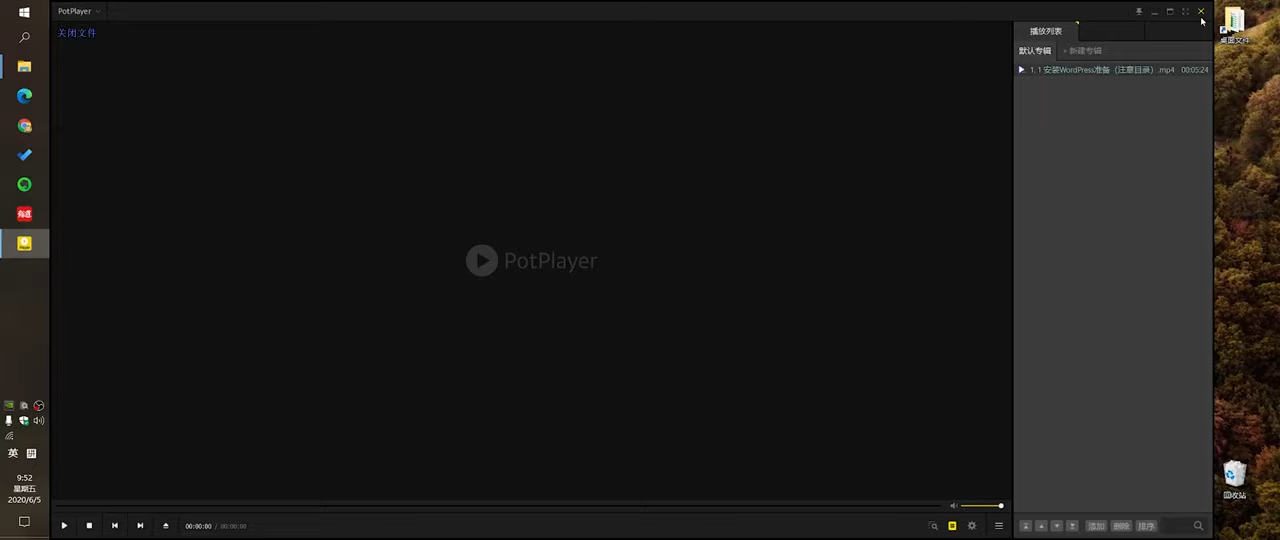 PotPlayer
关闭文件
播放列表
默认专辑
+ 新建专辑
1. 1 安装WordPress准备（注意目录）.mp4 00:05:24
PotPlayer
桌面文件
回收站
有道
英
9:52
星期五
2020/6/5
00:00:00 / 00:00:00
添加 删除 排序